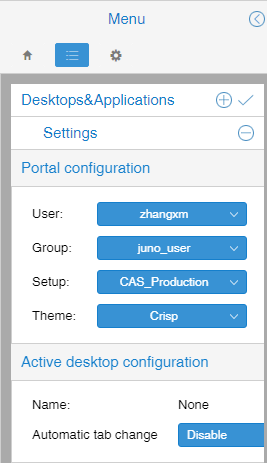 Menu
Desktops&Applications
Settings
Portal configuration
User: zhangxm
Group: juno_user
Setup: CAS_Production
Theme: Crisp
Active desktop configuration
Name: None
Automatic tab change Disable